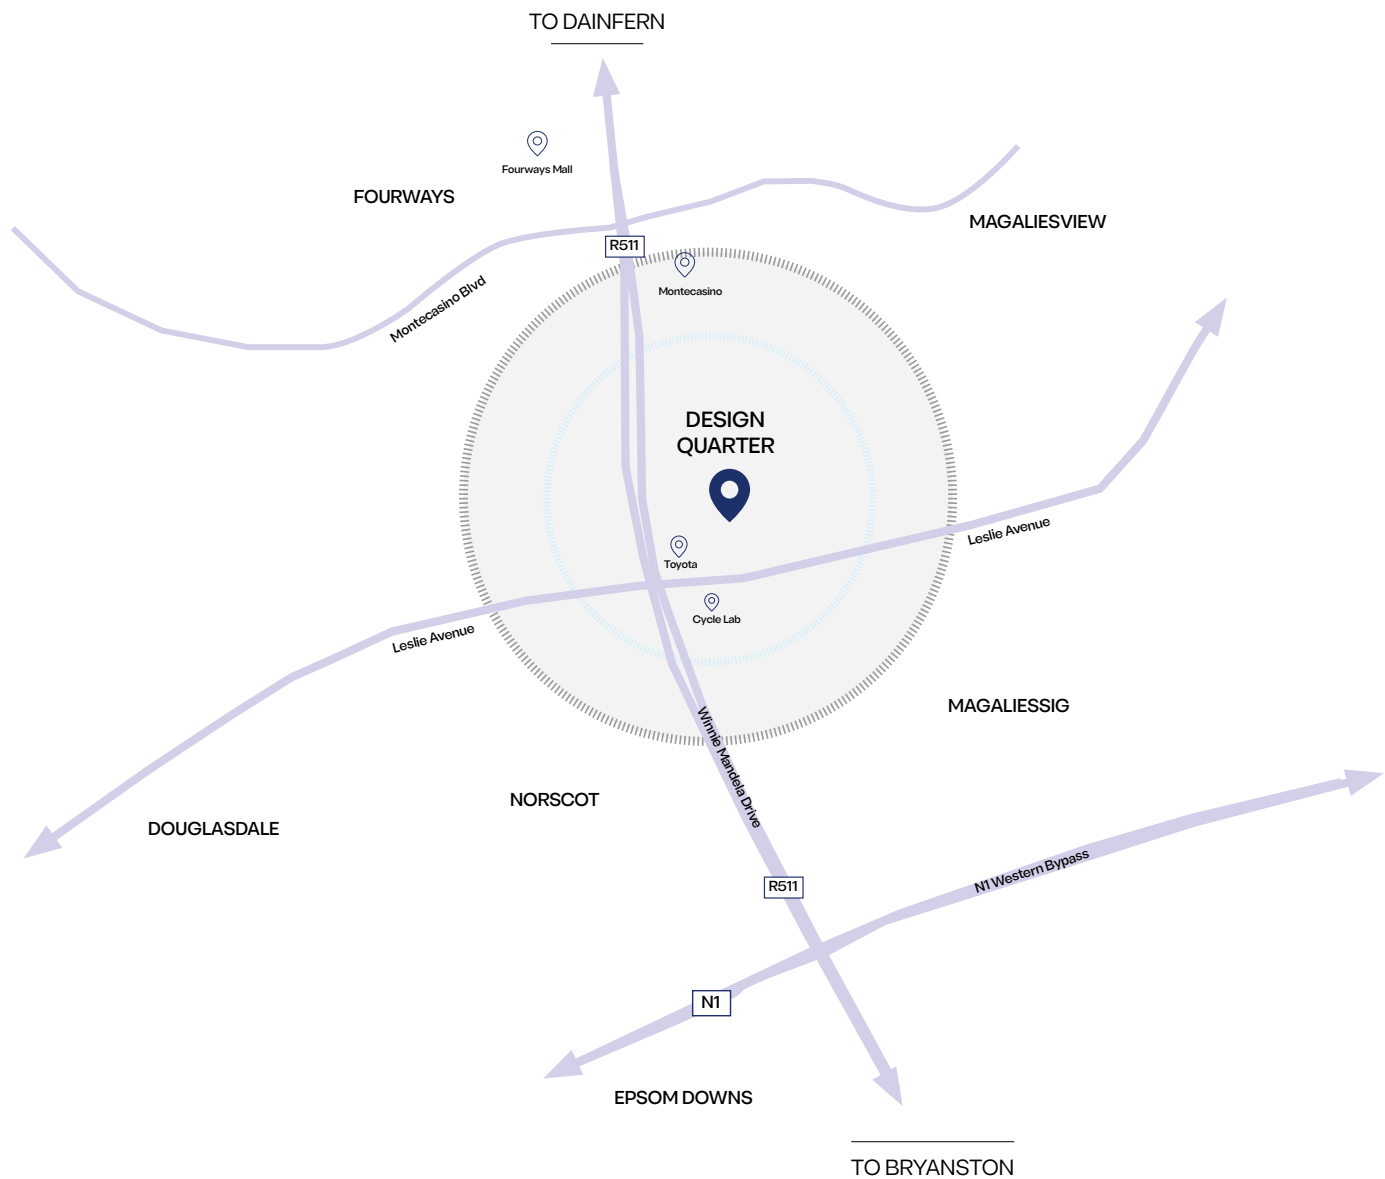 TO DAINFERN
Fourways Mall
FOURWAYS
MAGALIESVIEW
R511
Montecasino
Montecasino Blvd
DESIGN
QUARTER
Leslie Avenue
Toyota
Cycle Lab
Leslie Avenue
MAGALIESSIG
Winnie Mandela Drive
NORSCOT
DOUGLASDALE
N1 Western Bypass
R511
N1
EPSOM DOWNS
TO BRYANSTON